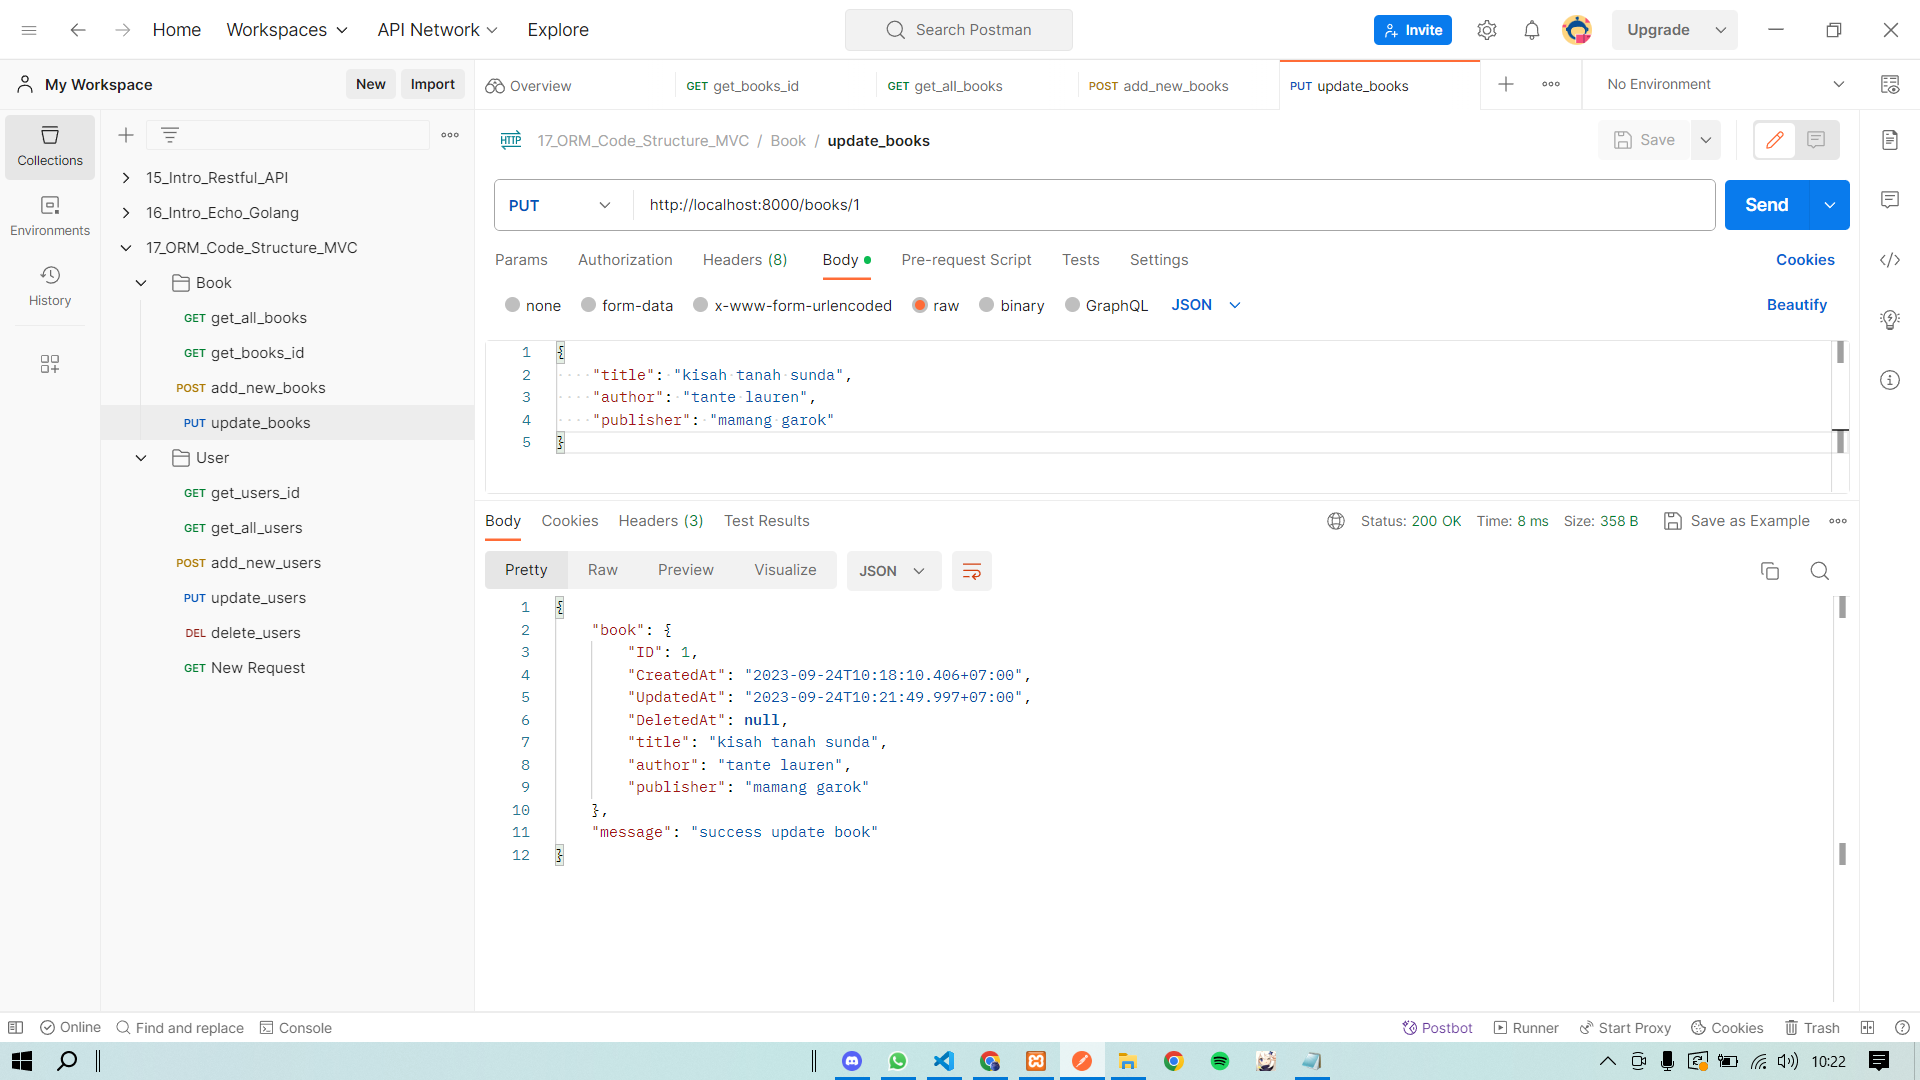 Home Workspaces API Network Explore Search Postman Invite Upgrade
My Workspace New Import Overview GET get_books_id GET get_all_books POST add_new_books PUT update_books No Environment
Collections
Environments
History
15_Intro_Restful_API
16_Intro_Echo_Golang
17_ORM_Code_Structure_MVC
Book
GET get_all_books
GET get_books_id
POST add_new_books
PUT update_books
User
GET get_users_id
GET get_all_users
POST add_new_users
PUT update_users
DEL delete_users
GET New Request
HTTP 17_ORM_Code_Structure_MVC / Book / update_books Save
PUT http://localhost:8000/books/1 Send
Params Authorization Headers (8) Body Pre-request Script Tests Settings Cookies
none form-data x-www-form-urlencoded raw binary GraphQL JSON Beautify
1 {
2 "title": "kisah tanah sunda",
3 "author": "tante lauren",
4 "publisher": "mamang garok"
5 }
Body Cookies Headers (3) Test Results Status: 200 OK Time: 8 ms Size: 358 B Save as Example
Pretty Raw Preview Visualize JSON
1 {
2 "book": {
3 "ID": 1,
4 "CreatedAt": "2023-09-24T10:18:10.406+07:00",
5 "UpdatedAt": "2023-09-24T10:21:49.997+07:00",
6 "DeletedAt": null,
7 "title": "kisah tanah sunda",
8 "author": "tante lauren",
9 "publisher": "mamang garok"
10 },
11 "message": "success update book"
12 }
Online Find and replace Console Postbot Runner Start Proxy Cookies Trash
10:22